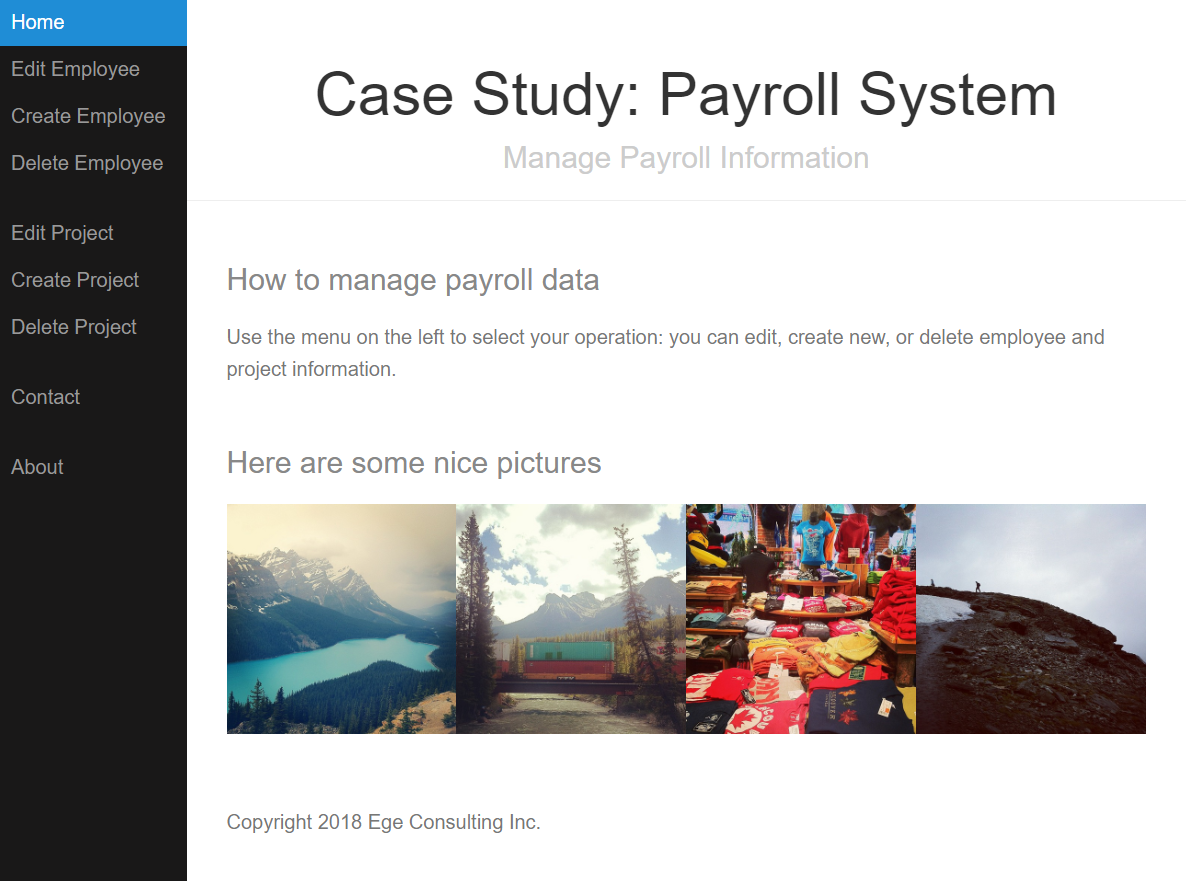 Home
Edit Employee
Create Employee
Delete Employee
Edit Project
Create Project
Delete Project
Contact
About
Case Study: Payroll System
Manage Payroll Information
How to manage payroll data
Use the menu on the left to select your operation: you can edit, create new, or delete employee and
project information.
Here are some nice pictures
Copyright 2018 Ege Consulting Inc.